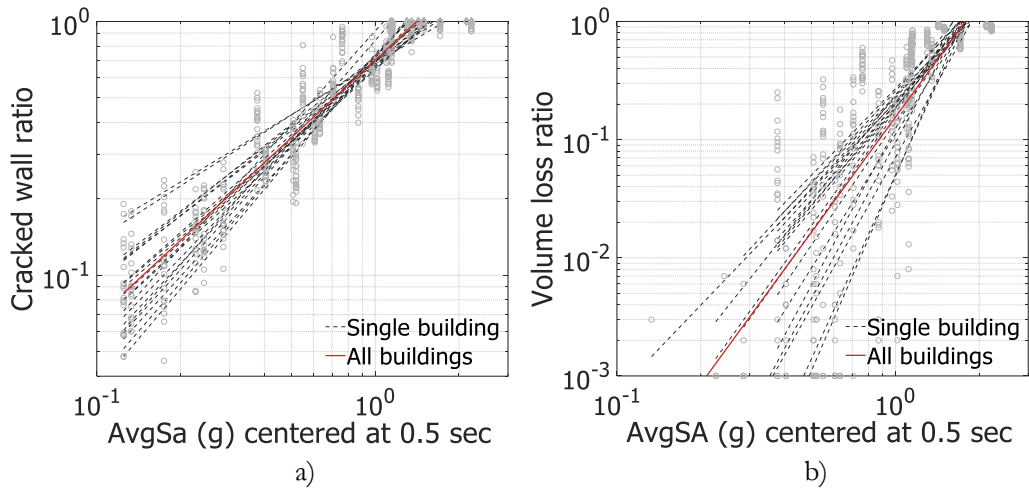 Cracked wall ratio
10^0
10^-1
Single building
All buildings
10^-1
10^0
AvgSa (g) centered at 0.5 sec
a)
Volume loss ratio
10^0
10^-1
10^-2
10^-3
Single building
All buildings
10^-1
10^0
AvgSA (g) centered at 0.5 sec
b)